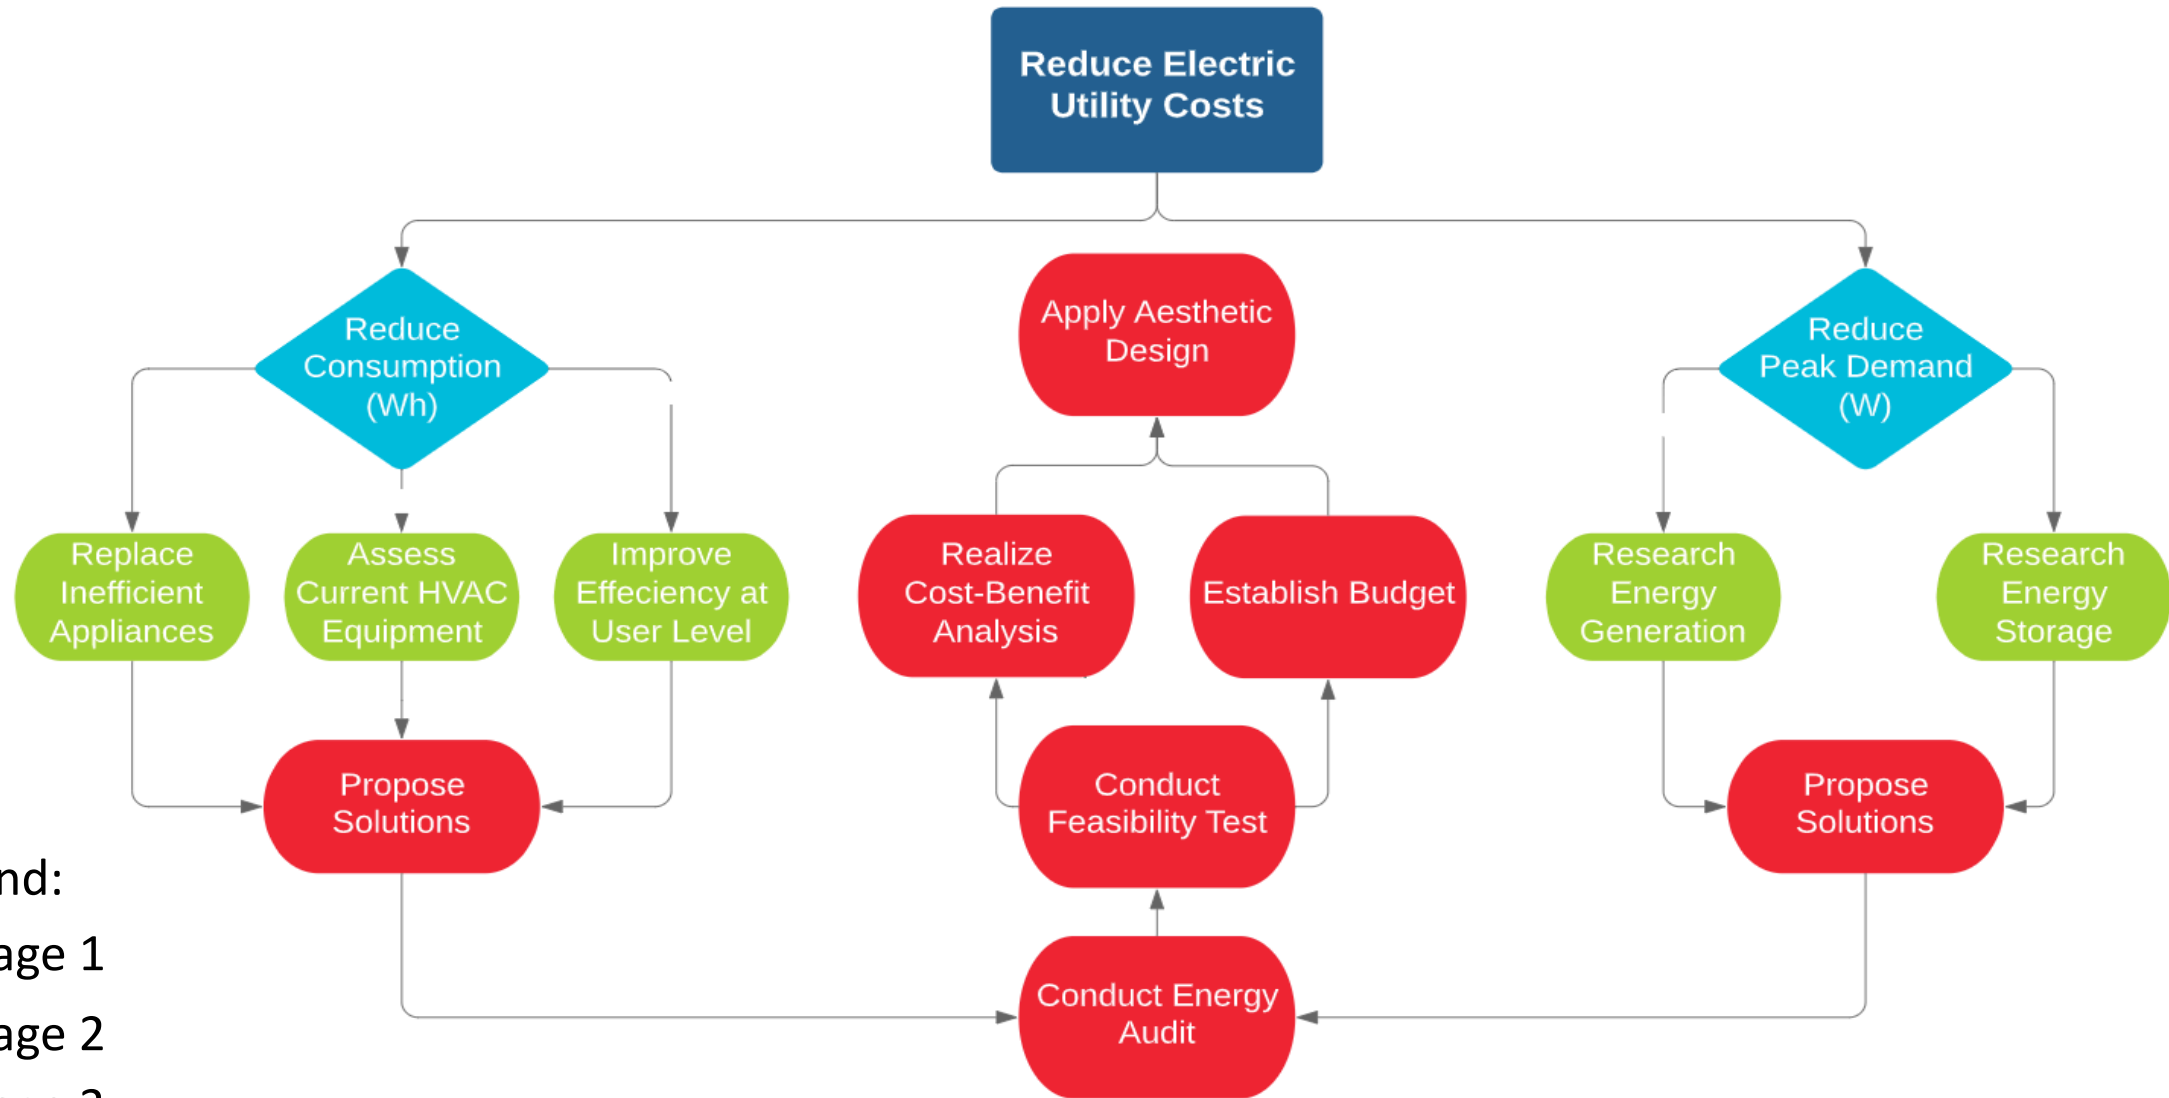 Reduce Electric
Utility Costs
Reduce
Consumption
(Wh)
Apply Aesthetic
Design
Reduce
Peak Demand
(W)
Replace
Inefficient
Appliances
Assess
Current HVAC
Equipment
Improve
Effeciency at
User Level
Realize
Cost-Benefit
Analysis
Establish Budget
Research
Energy
Generation
Research
Energy
Storage
Propose
Solutions
Conduct
Feasibility Test
Propose
Solutions
Conduct Energy
Audit
nd:
age 1
age 2